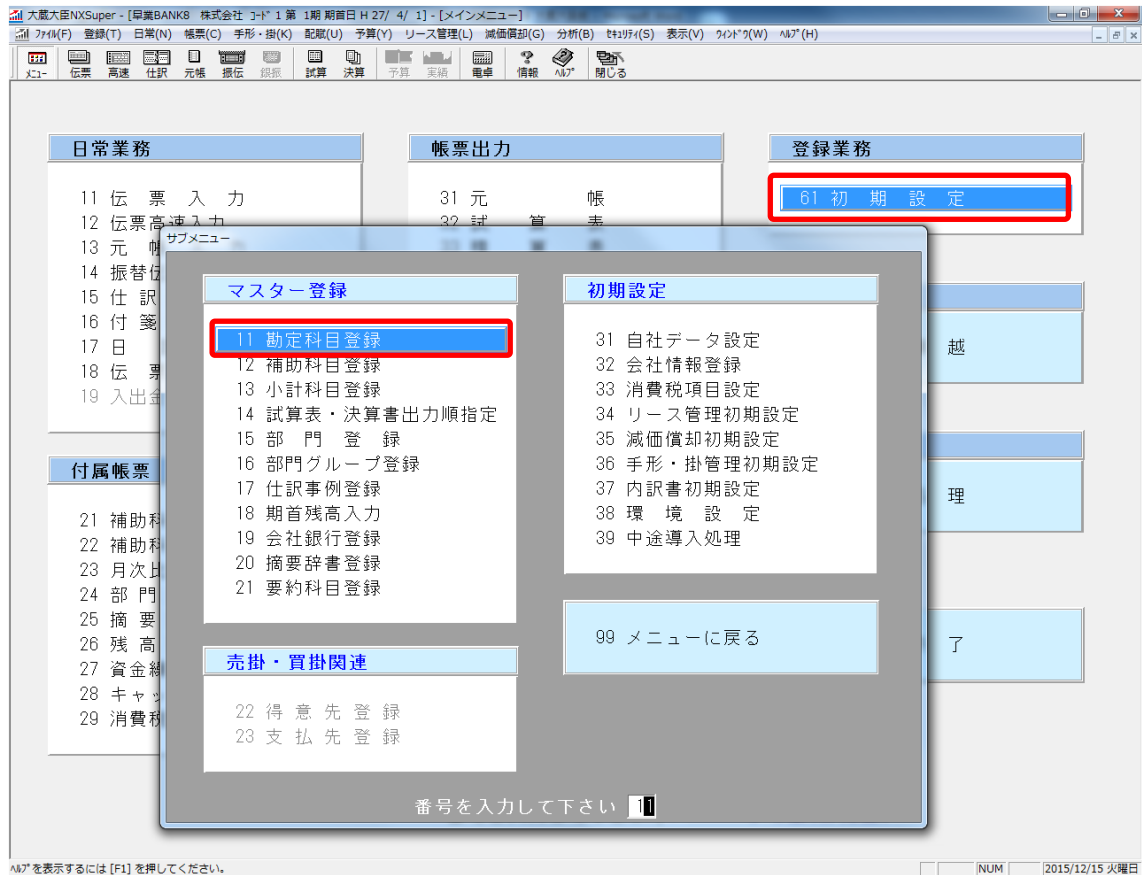 大蔵大臣NXSuper - [早業BANK8 株式会社 ｺｰﾄﾞ 1 第 1期 期首日 H 27/ 4/ 1] - [メインメニュー]
ﾌｧｲﾙ(F) 登録(T) 日常(N) 帳票(C) 手形・掛(K) 配賦(U) 予算(Y) リース管理(L) 減価償却(G) 分析(B) ｾｷｭﾘﾃｨ(S) 表示(V) ｳｨﾝﾄﾞｳ(W) ﾍﾙﾌﾟ(H)
ﾒﾆｭｰ 伝票 高速 仕訳 元帳 振伝 銀振 試算 決算 予算 実績 電卓 情報 ﾍﾙﾌﾟ 閉じる
日常業務
11 伝 票 入 力
12 伝票高速入力
13 元 帳
14 振替伝
15 仕 訳
16 付 箋
17 日
18 伝 票
19 入出金
付属帳票
21 補助科
22 補助科
23 月次比
24 部 門
25 摘 要
26 残 高
27 資金繰
28 キャッシ
29 消費税
帳票出力
31 元 帳
32 試 算 表
登録業務
61 初 期 設 定
越
理
了
サブメニュー
マスター登録
11 勘定科目登録
12 補助科目登録
13 小計科目登録
14 試算表・決算書出力順指定
15 部 門 登 録
16 部門グループ登録
17 仕訳事例登録
18 期首残高入力
19 会社銀行登録
20 摘要辞書登録
21 要約科目登録
売掛・買掛関連
22 得 意 先 登 録
23 支 払 先 登 録
初期設定
31 自社データ設定
32 会社情報登録
33 消費税項目設定
34 リース管理初期設定
35 減価償却初期設定
36 手形・掛管理初期設定
37 内訳書初期設定
38 環 境 設 定
39 中途導入処理
99 メニューに戻る
番号を入力して下さい 11
ﾍﾙﾌﾟを表示するには [F1] を押してください。
NUM
2015/12/15 火曜日